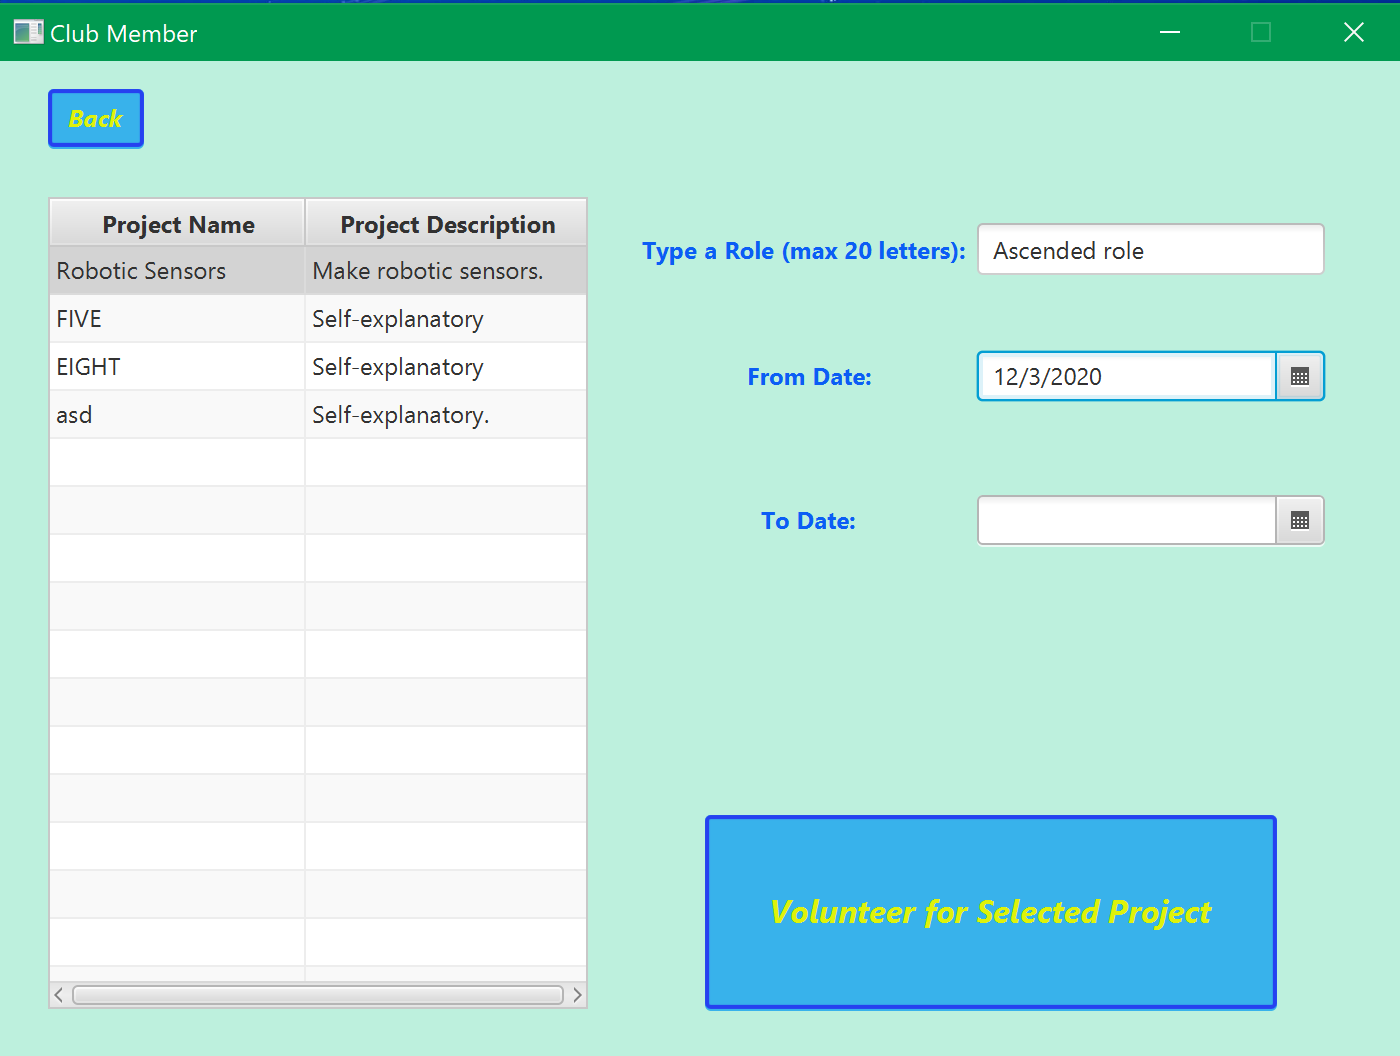 Club Member
Back
Project Name Project Description
Robotic Sensors Make robotic sensors.
FIVE Self-explanatory
EIGHT Self-explanatory
asd Self-explanatory.
Type a Role (max 20 letters): Ascended role
From Date: 12/3/2020
To Date:
Volunteer for Selected Project